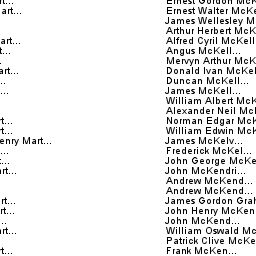 t... Ernest Gordon McK
art... Ernest Walter McKe
James Wellesley M
Arthur Herbert McK
art... Alfred Cyril McKell
t... Angus McKell...
Mervyn Arthur McK
art... Donald Ivan McKel
... Duncan McKell...
... James McKell...
William Albert McK
Alexander Neil McK
rt... Norman Edgar McK
t... William Edwin McK
enry Mart... James McKelv...
... Frederick McKel...
t... John George McKe
rt... John McKendri...
Andrew McKend...
Andrew McKend...
rt... James Gordon Grah
t... John Henry McKen
... John McKend...
rt... William Oswald Mc
Patrick Clive McKe
t... Frank McKen...